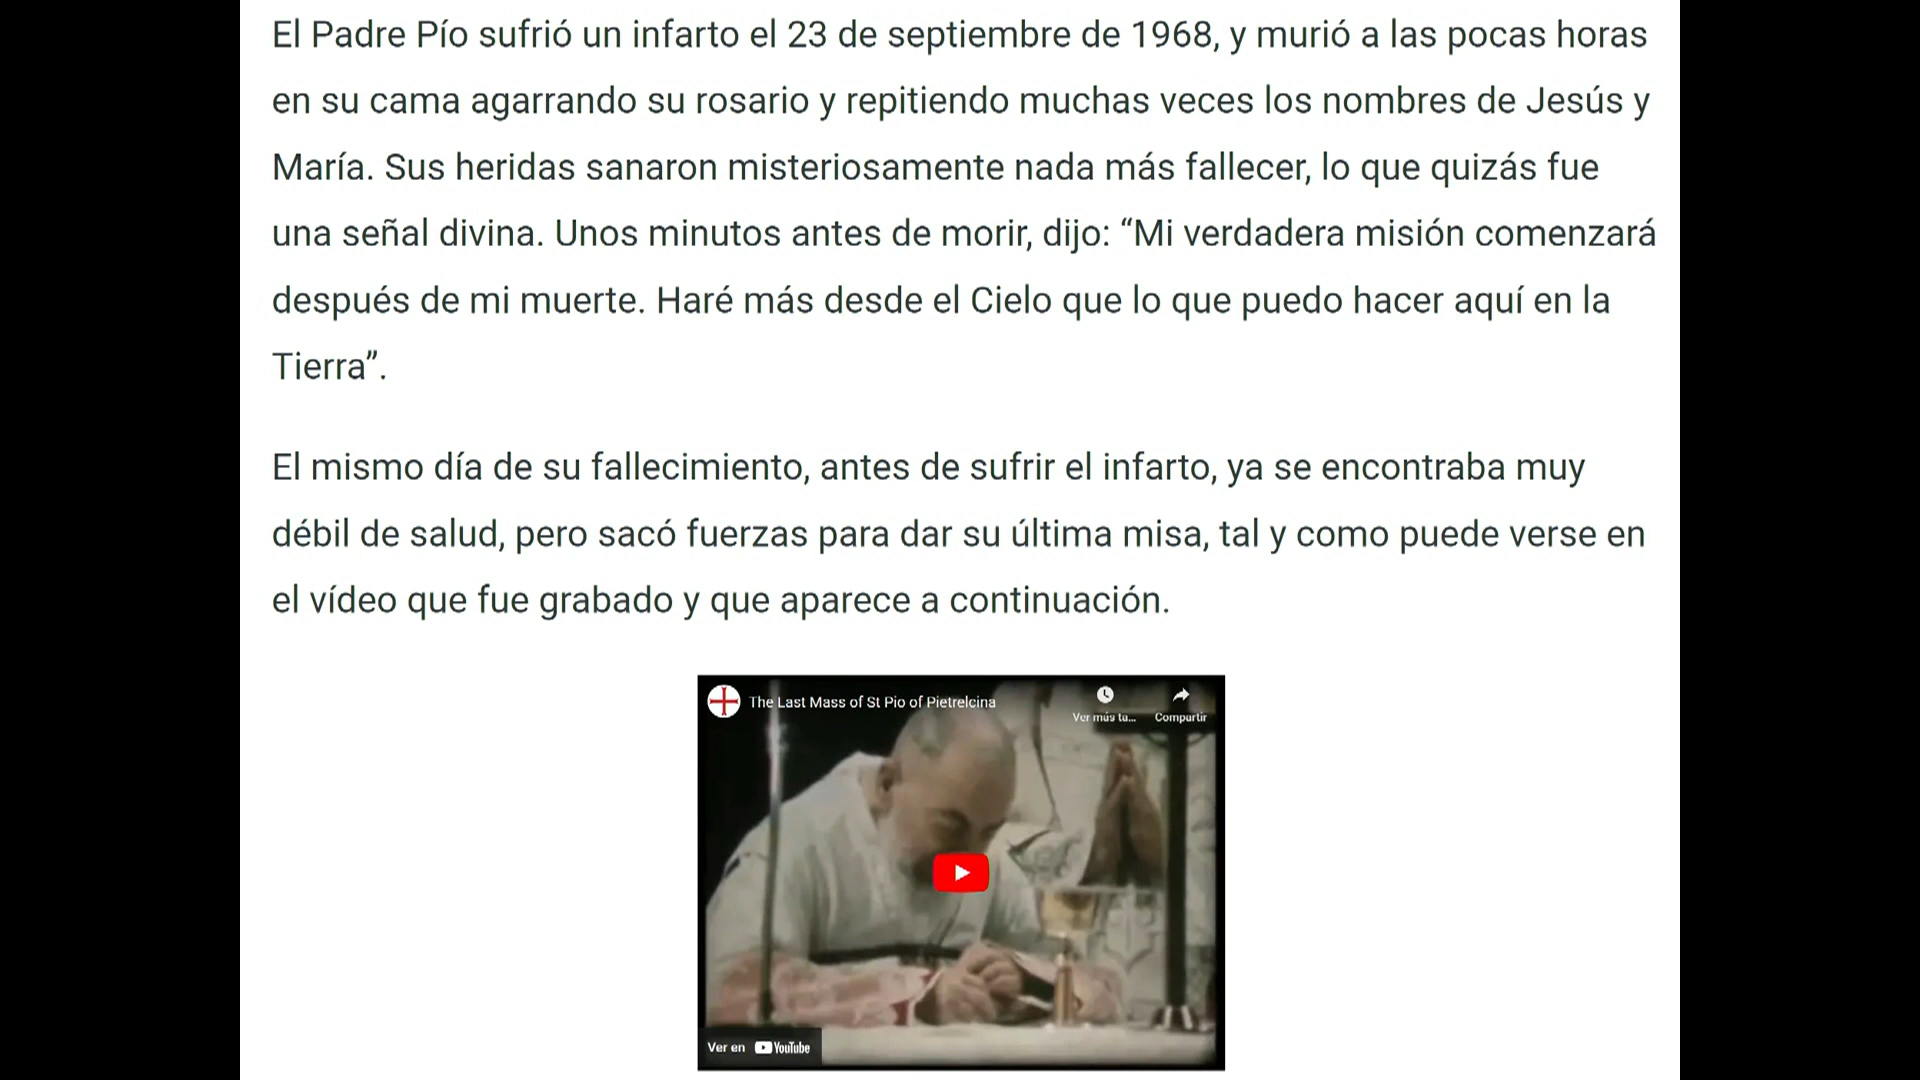 El Padre Pío sufrió un infarto el 23 de septiembre de 1968, y murió a las pocas horas
en su cama agarrando su rosario y repitiendo muchas veces los nombres de Jesús y
María. Sus heridas sanaron misteriosamente nada más fallecer, lo que quizás fue
una señal divina. Unos minutos antes de morir, dijo: “Mi verdadera misión comenzará
después de mi muerte. Haré más desde el Cielo que lo que puedo hacer aquí en la
Tierra”.
El mismo día de su fallecimiento, antes de sufrir el infarto, ya se encontraba muy
débil de salud, pero sacó fuerzas para dar su última misa, tal y como puede verse en
el vídeo que fue grabado y que aparece a continuación.
The Last Mass of St Pio of Pietrelcina
Ver más ta... Compartir
Ver en YouTube